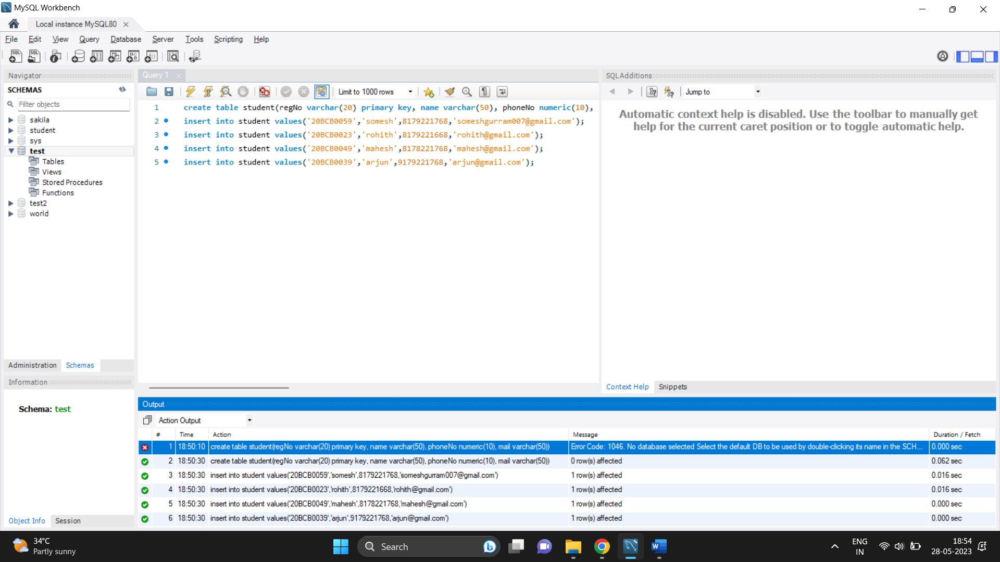 MySQL Workbench
Local instance MySQL80
File Edit View Query Database Server Tools Scripting Help
Navigator
SCHEMAS
Filter objects
sakila
student
sys
test
Tables
Views
Stored Procedures
Functions
test2
world
Administration Schemas
Information
Schema: test
Object Info Session
Query 1
Limit to 1000 rows
1 create table student(regNo varchar(20) primary key, name varchar(50), phoneNo numeric(10),
2 insert into student values('20BCB0059','somesh',8179221768,'someshgurram007@gmail.com');
3 insert into student values('20BCB0023','rohith',8179221668,'rohith@gmail.com');
4 insert into student values('20BCB0049','mahesh',8178221768,'mahesh@gmail.com');
5 insert into student values('20BCB0039','arjun',9179221768,'arjun@gmail.com');
SQLAdditions
Jump to
Automatic context help is disabled. Use the toolbar to manually get
help for the current caret position or to toggle automatic help.
Context Help Snippets
Output
Action Output
# Time Action Message Duration / Fetch
1 18:50:10 create table student(regNo varchar(20) primary key, name varchar(50), phoneNo numeric(10), mail varchar(50)) Error Code: 1046. No database selected Select the default DB to be used by double-clicking its name in the SCH... 0.000 sec
2 18:50:30 create table student(regNo varchar(20) primary key, name varchar(50), phoneNo numeric(10), mail varchar(50)) 0 row(s) affected 0.062 sec
3 18:50:30 insert into student values('20BCB0059','somesh',8179221768,'someshgurram007@gmail.com') 1 row(s) affected 0.016 sec
4 18:50:30 insert into student values('20BCB0023','rohith',8179221668,'rohith@gmail.com') 1 row(s) affected 0.016 sec
5 18:50:30 insert into student values('20BCB0049','mahesh',8178221768,'mahesh@gmail.com') 1 row(s) affected 0.000 sec
6 18:50:30 insert into student values('20BCB0039','arjun',9179221768,'arjun@gmail.com') 1 row(s) affected 0.000 sec
34°C
Partly sunny
Search
ENG
IN
18:54
28-05-2023